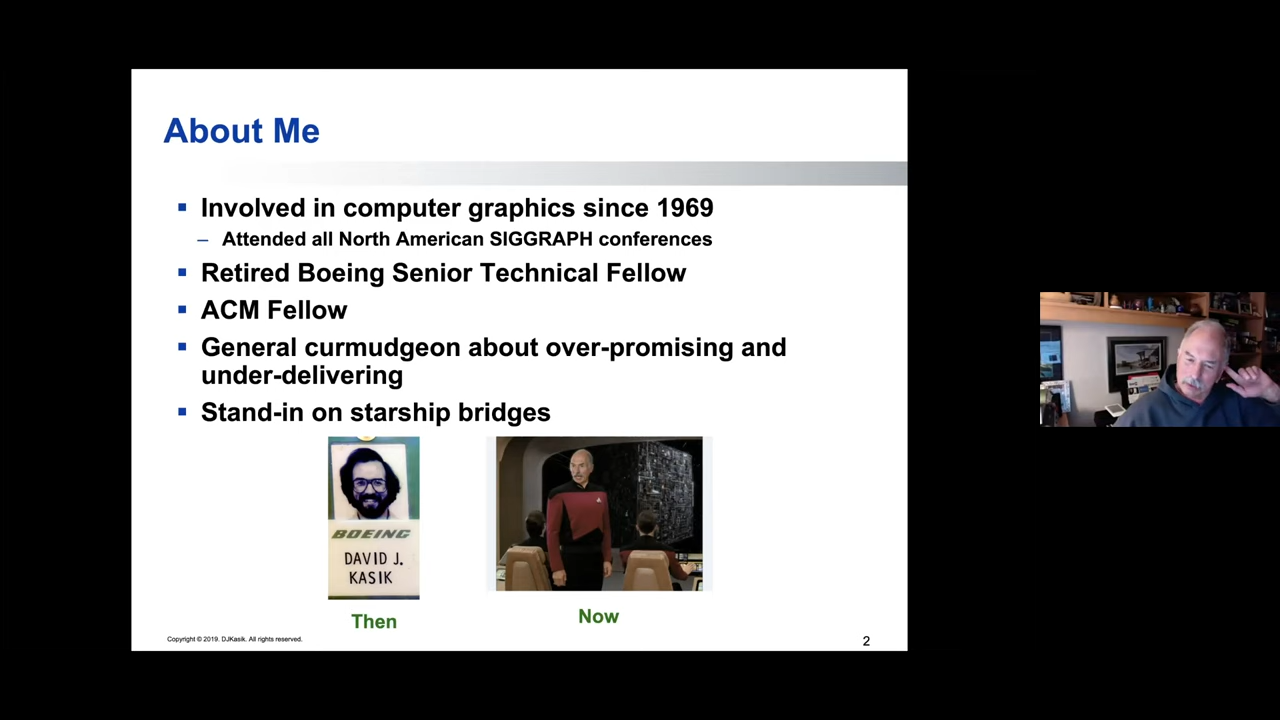 About Me
Involved in computer graphics since 1969
– Attended all North American SIGGRAPH conferences
Retired Boeing Senior Technical Fellow
ACM Fellow
General curmudgeon about over-promising and
under-delivering
Stand-in on starship bridges
BOEING
DAVID J.
KASIK
Then
Now
Copyright © 2019. DJKasik. All rights reserved.
2